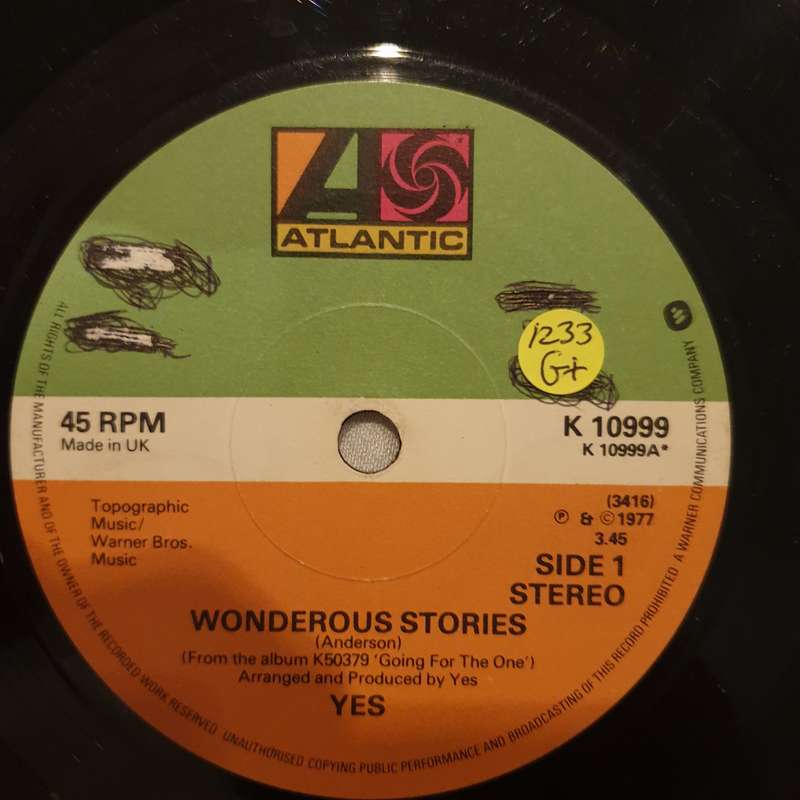 ATLANTIC
1233
G+
45 RPM
Made in UK
K 10999
K 10999A*
Topographic
Music/
Warner Bros.
Music
(3416)
Ⓟ & © 1977
3.45
SIDE 1
STEREO
WONDEROUS STORIES
(Anderson)
(From the album K50379 'Going For The One')
Arranged and Produced by Yes
YES
ALL RIGHTS OF THE MANUFACTURER AND OF THE OWNER OF THE RECORDED WORK RESERVED UNAUTHORISED COPYING PUBLIC PERFORMANCE AND BROADCASTING OF THIS RECORD PROHIBITED A WARNER COMMUNICATIONS COMPANY